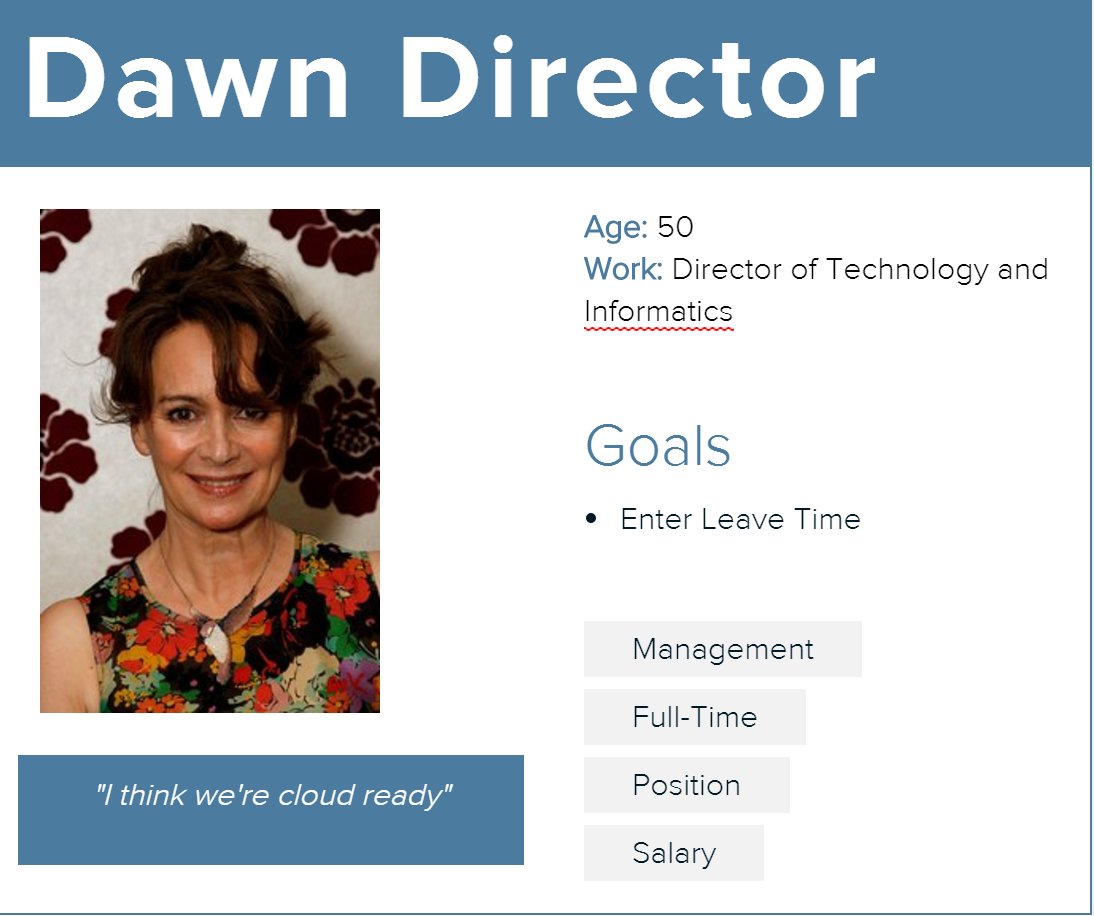 Dawn Director
Age: 50
Work: Director of Technology and
Informatics
Goals
• Enter Leave Time
Management
Full-Time
Position
Salary
"I think we're cloud ready"